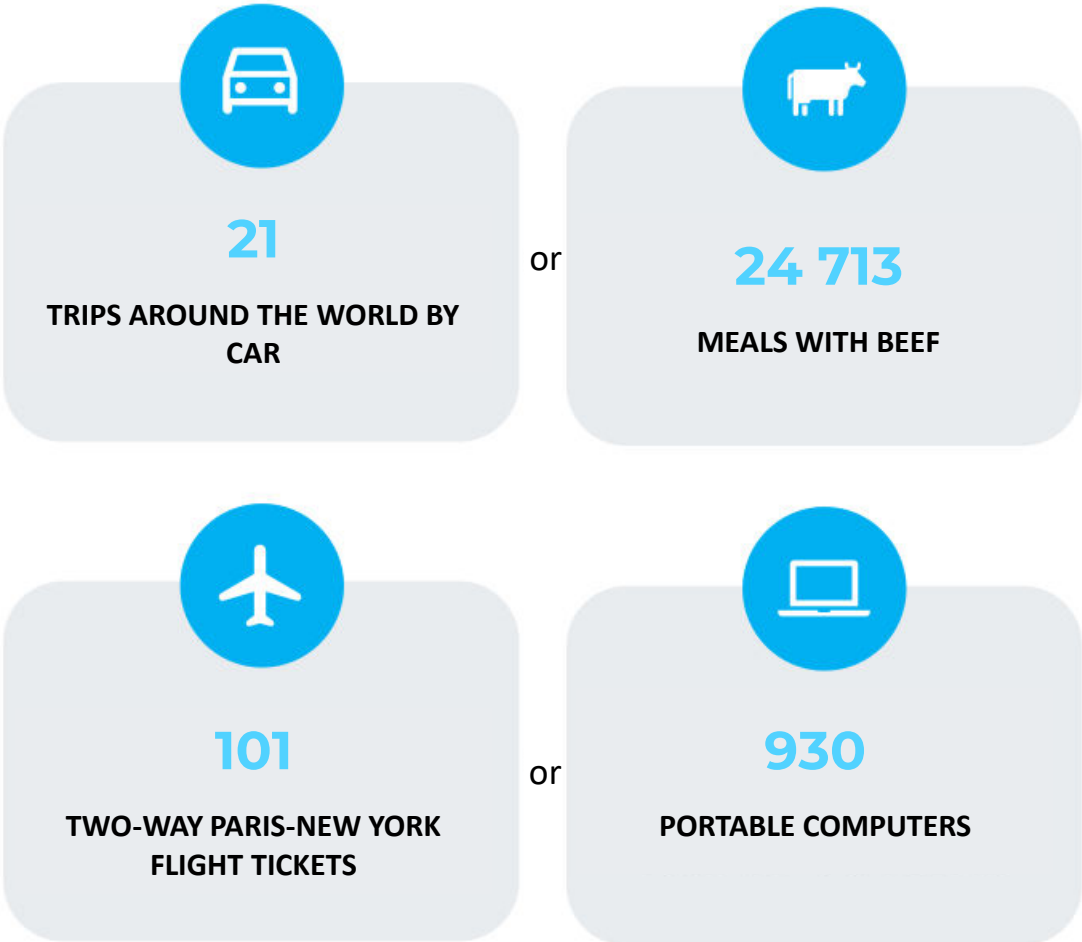 21
TRIPS AROUND THE WORLD BY
CAR
or
24 713
MEALS WITH BEEF
101
TWO-WAY PARIS-NEW YORK
FLIGHT TICKETS
or
930
PORTABLE COMPUTERS